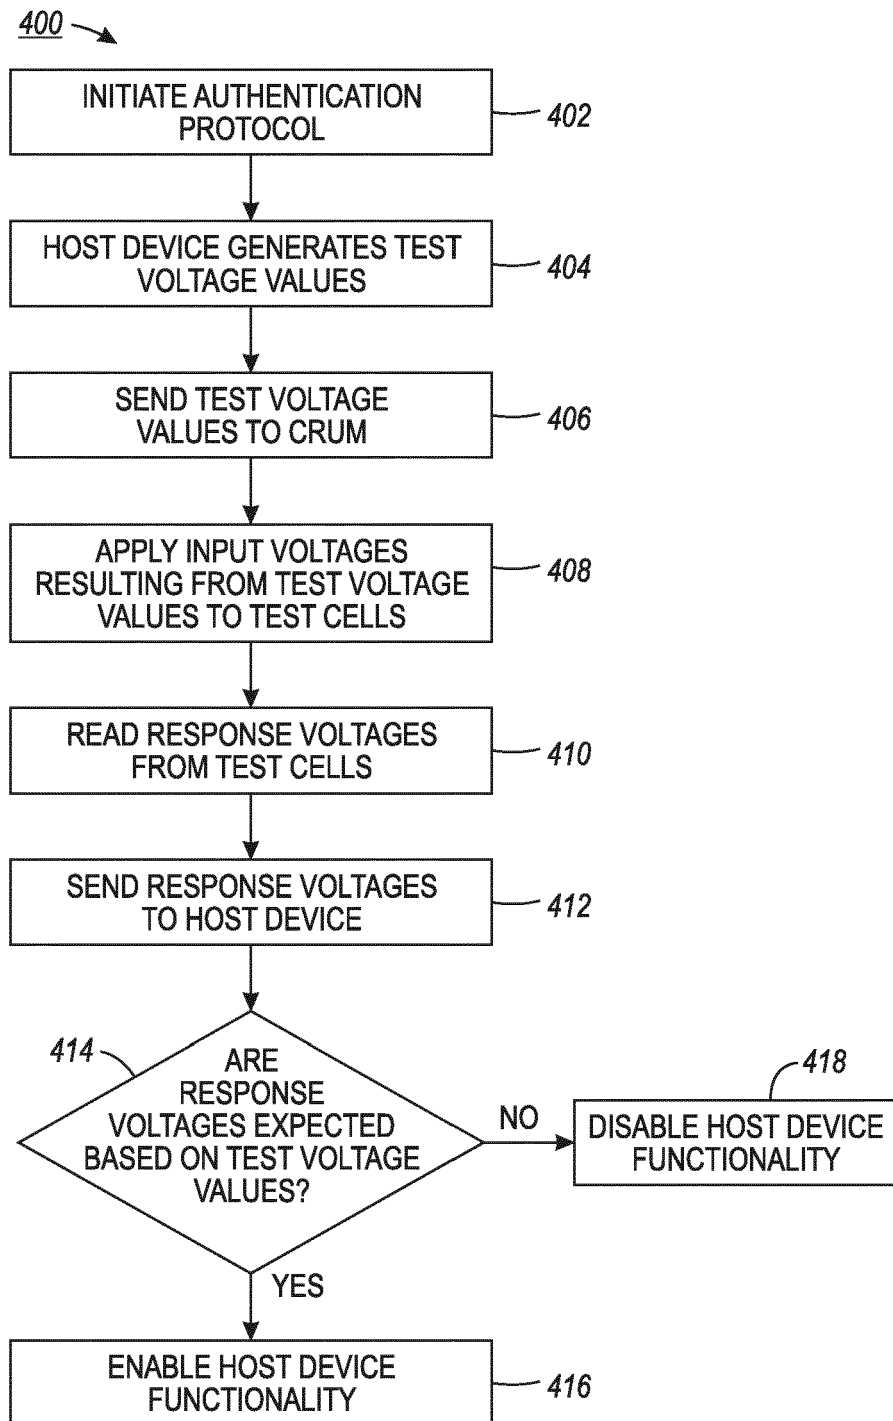 400
INITIATE AUTHENTICATION
PROTOCOL
402
HOST DEVICE GENERATES TEST
VOLTAGE VALUES
404
SEND TEST VOLTAGE
VALUES TO CRUM
406
APPLY INPUT VOLTAGES
RESULTING FROM TEST VOLTAGE
VALUES TO TEST CELLS
408
READ RESPONSE VOLTAGES
FROM TEST CELLS
410
SEND RESPONSE VOLTAGES
TO HOST DEVICE
412
414
ARE
RESPONSE
VOLTAGES EXPECTED
BASED ON TEST VOLTAGE
VALUES?
NO
418
DISABLE HOST DEVICE
FUNCTIONALITY
YES
ENABLE HOST DEVICE
FUNCTIONALITY
416